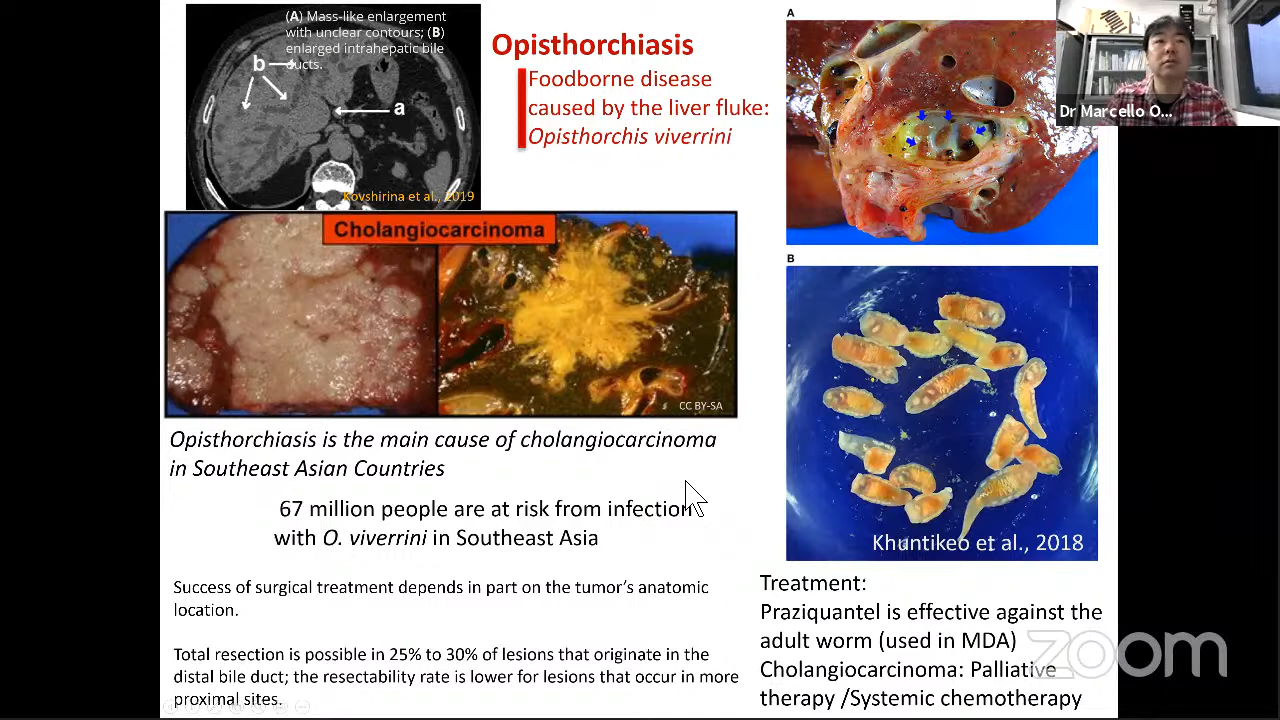 (A) Mass-like enlargement
with unclear contours; (B)
enlarged intrahepatic bile
ducts.
b
a
Kovshirina et al., 2019
Opisthorchiasis
Foodborne disease
caused by the liver fluke:
Opisthorchis viverrini
A
Dr Marcello O...
Cholangiocarcinoma
CC BY-SA
B
Khuntikeo et al., 2018
Opisthorchiasis is the main cause of cholangiocarcinoma
in Southeast Asian Countries
67 million people are at risk from infection
with O. viverrini in Southeast Asia
Success of surgical treatment depends in part on the tumor’s anatomic
location.
Total resection is possible in 25% to 30% of lesions that originate in the
distal bile duct; the resectability rate is lower for lesions that occur in more
proximal sites.
Treatment:
Praziquantel is effective against the
adult worm (used in MDA)
Cholangiocarcinoma: Palliative
therapy /Systemic chemotherapy
zoom